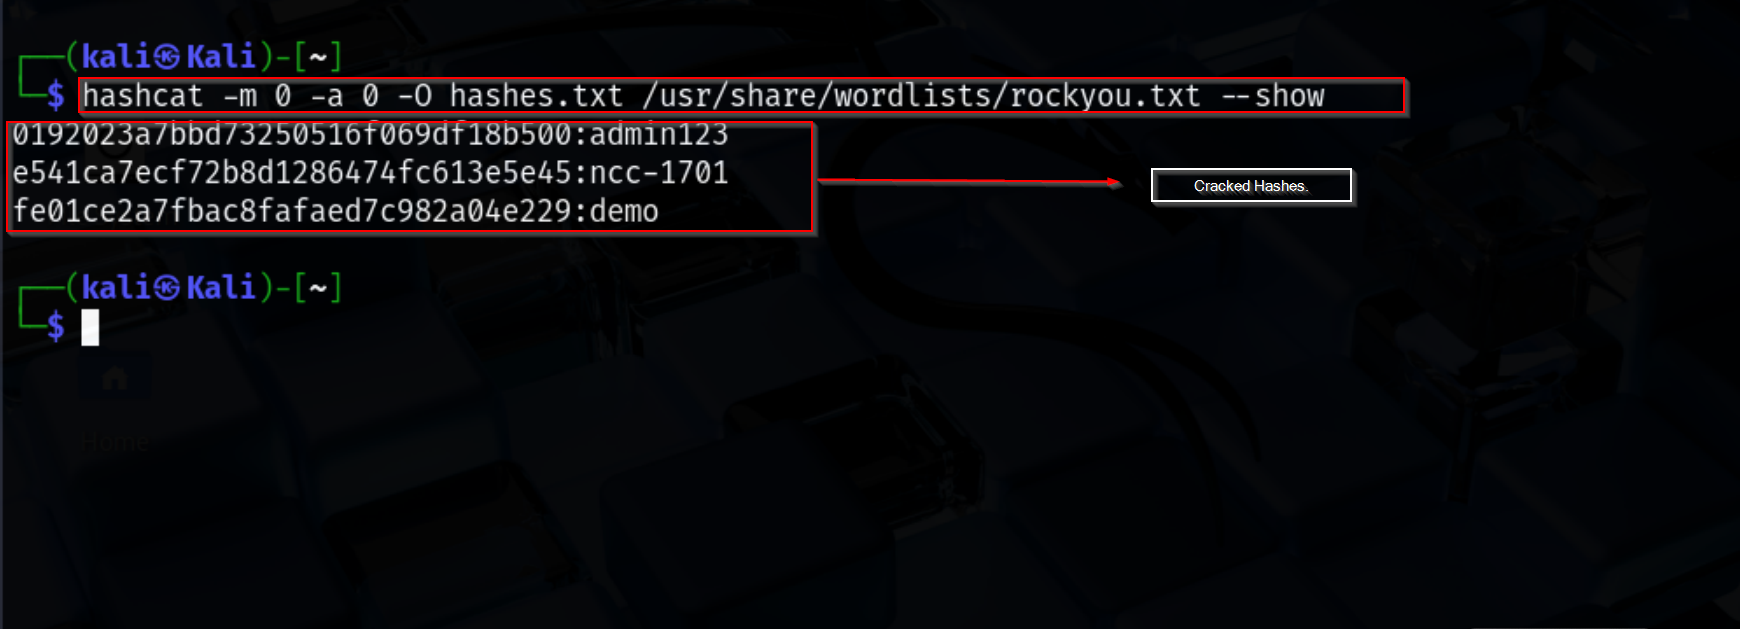 (kali㉿Kali)-[~]
$ hashcat -m 0 -a 0 -O hashes.txt /usr/share/wordlists/rockyou.txt --show
0192023a7bbd73250516f069df18b500:admin123
e541ca7ecf72b8d1286474fc613e5e45:ncc-1701
fe01ce2a7fbac8fafaed7c982a04e229:demo
Cracked Hashes.
(kali㉿Kali)-[~]
$
Home